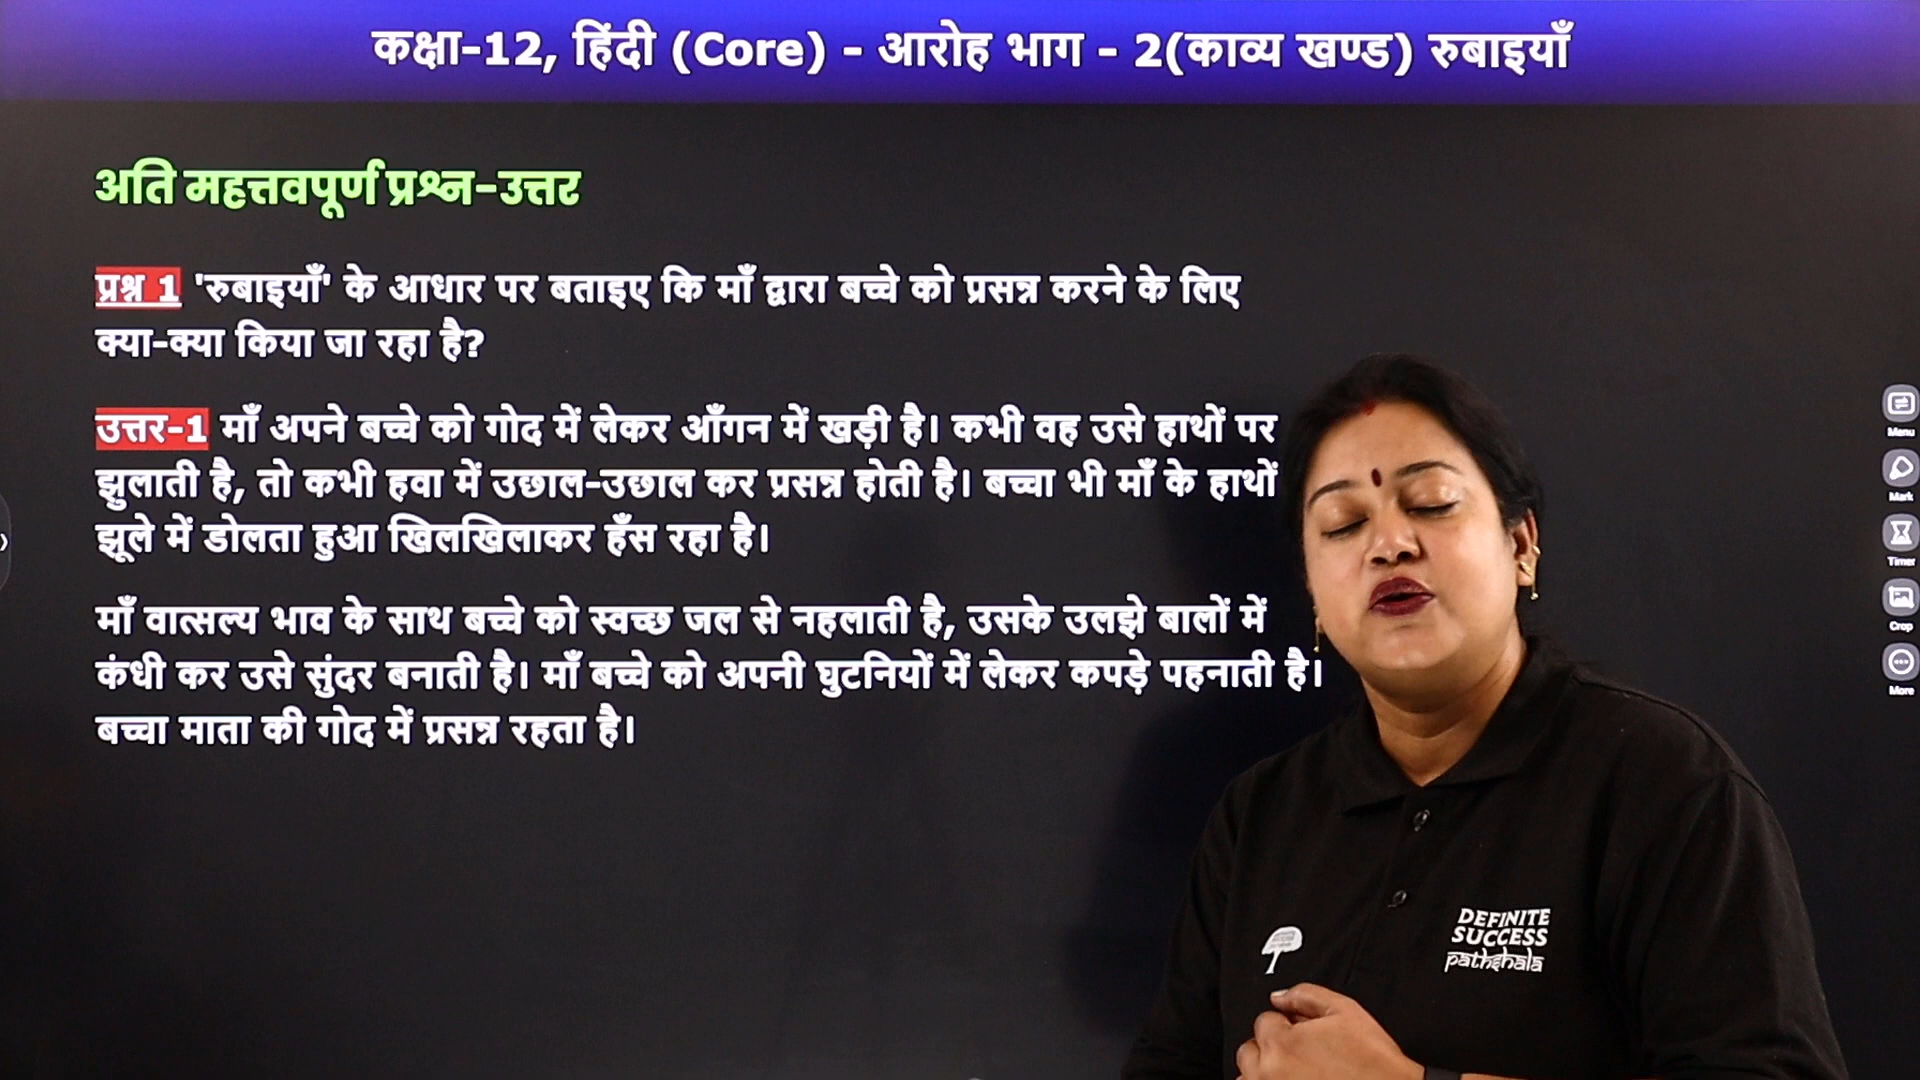 कक्षा-12, हिंदी (Core) - आरोह भाग - 2(काव्य खण्ड) रुबाइयाँ
अति महत्तवपूर्ण प्रश्न-उत्तर
प्रश्न 1 'रुबाइयाँ' के आधार पर बताइए कि माँ द्वारा बच्चे को प्रसन्न करने के लिए
क्या-क्या किया जा रहा है?
उत्तर-1 माँ अपने बच्चे को गोद में लेकर आँगन में खड़ी है। कभी वह उसे हाथों पर
झुलाती है, तो कभी हवा में उछाल-उछाल कर प्रसन्न होती है। बच्चा भी माँ के हाथों
झूले में डोलता हुआ खिलखिलाकर हँस रहा है।
माँ वात्सल्य भाव के साथ बच्चे को स्वच्छ जल से नहलाती है, उसके उलझे बालों में
कंधी कर उसे सुंदर बनाती है। माँ बच्चे को अपनी घुटनियों में लेकर कपड़े पहनाती है।
बच्चा माता की गोद में प्रसन्न रहता है।
Menu
Mark
Timer
Crop
More
DEFINITE
SUCCESS
pathshala